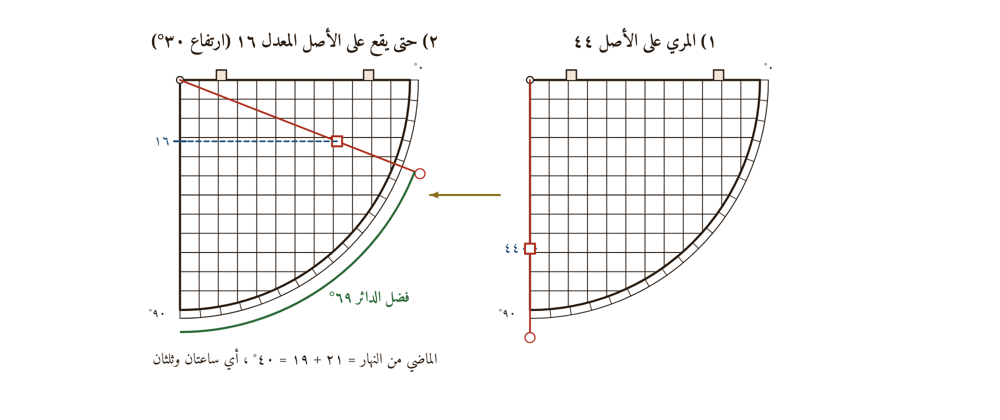 ١) المري على الأصل ٤٤
٠°
٤٤
٩٠°
٢) حتى يقع على الأصل المعدل ١٦ (ارتفاع ٣٠°)
٠°
١٦
فضل الدائر ٦٩°
٩٠°
الماضي من النهار = ٢١ + ١٩ = ٤٠° ، أي ساعتان وثلثان